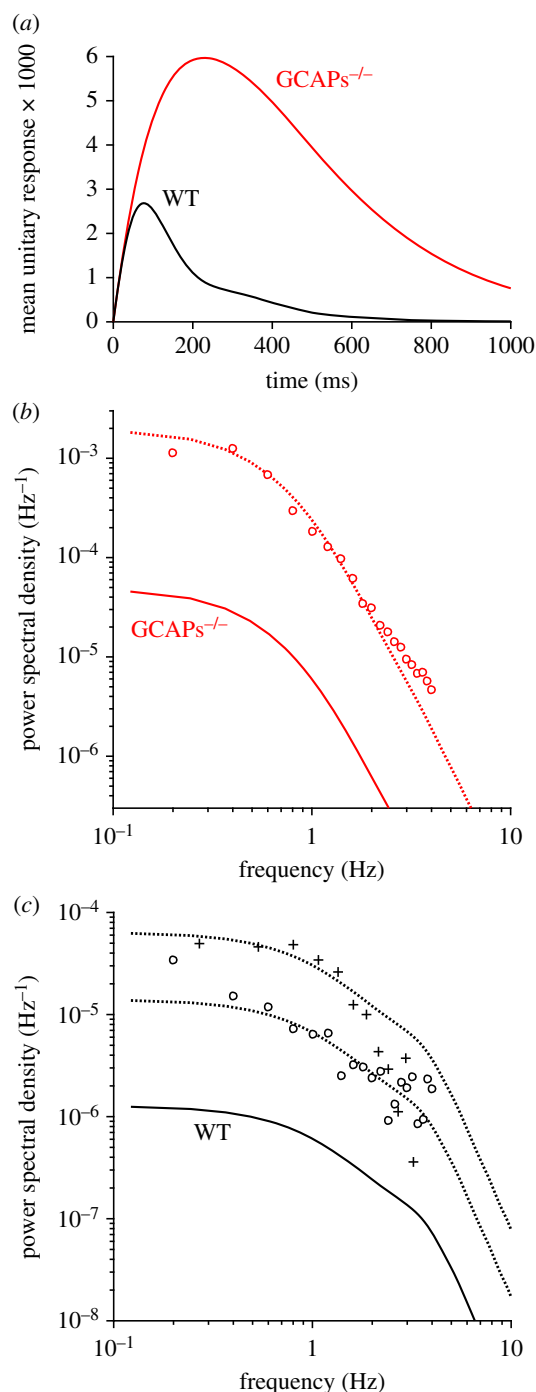 (a)
6
5
4
3
2
1
0
mean unitary response × 1000
GCAPs–/–
WT
0 200 400 600 800 1000
time (ms)
(b)
10–3
10–4
10–5
10–6
power spectral density (Hz–1)
GCAPs–/–
10–1 1 10
frequency (Hz)
(c)
10–4
10–5
10–6
10–7
10–8
power spectral density (Hz–1)
WT
10–1 1 10
frequency (Hz)